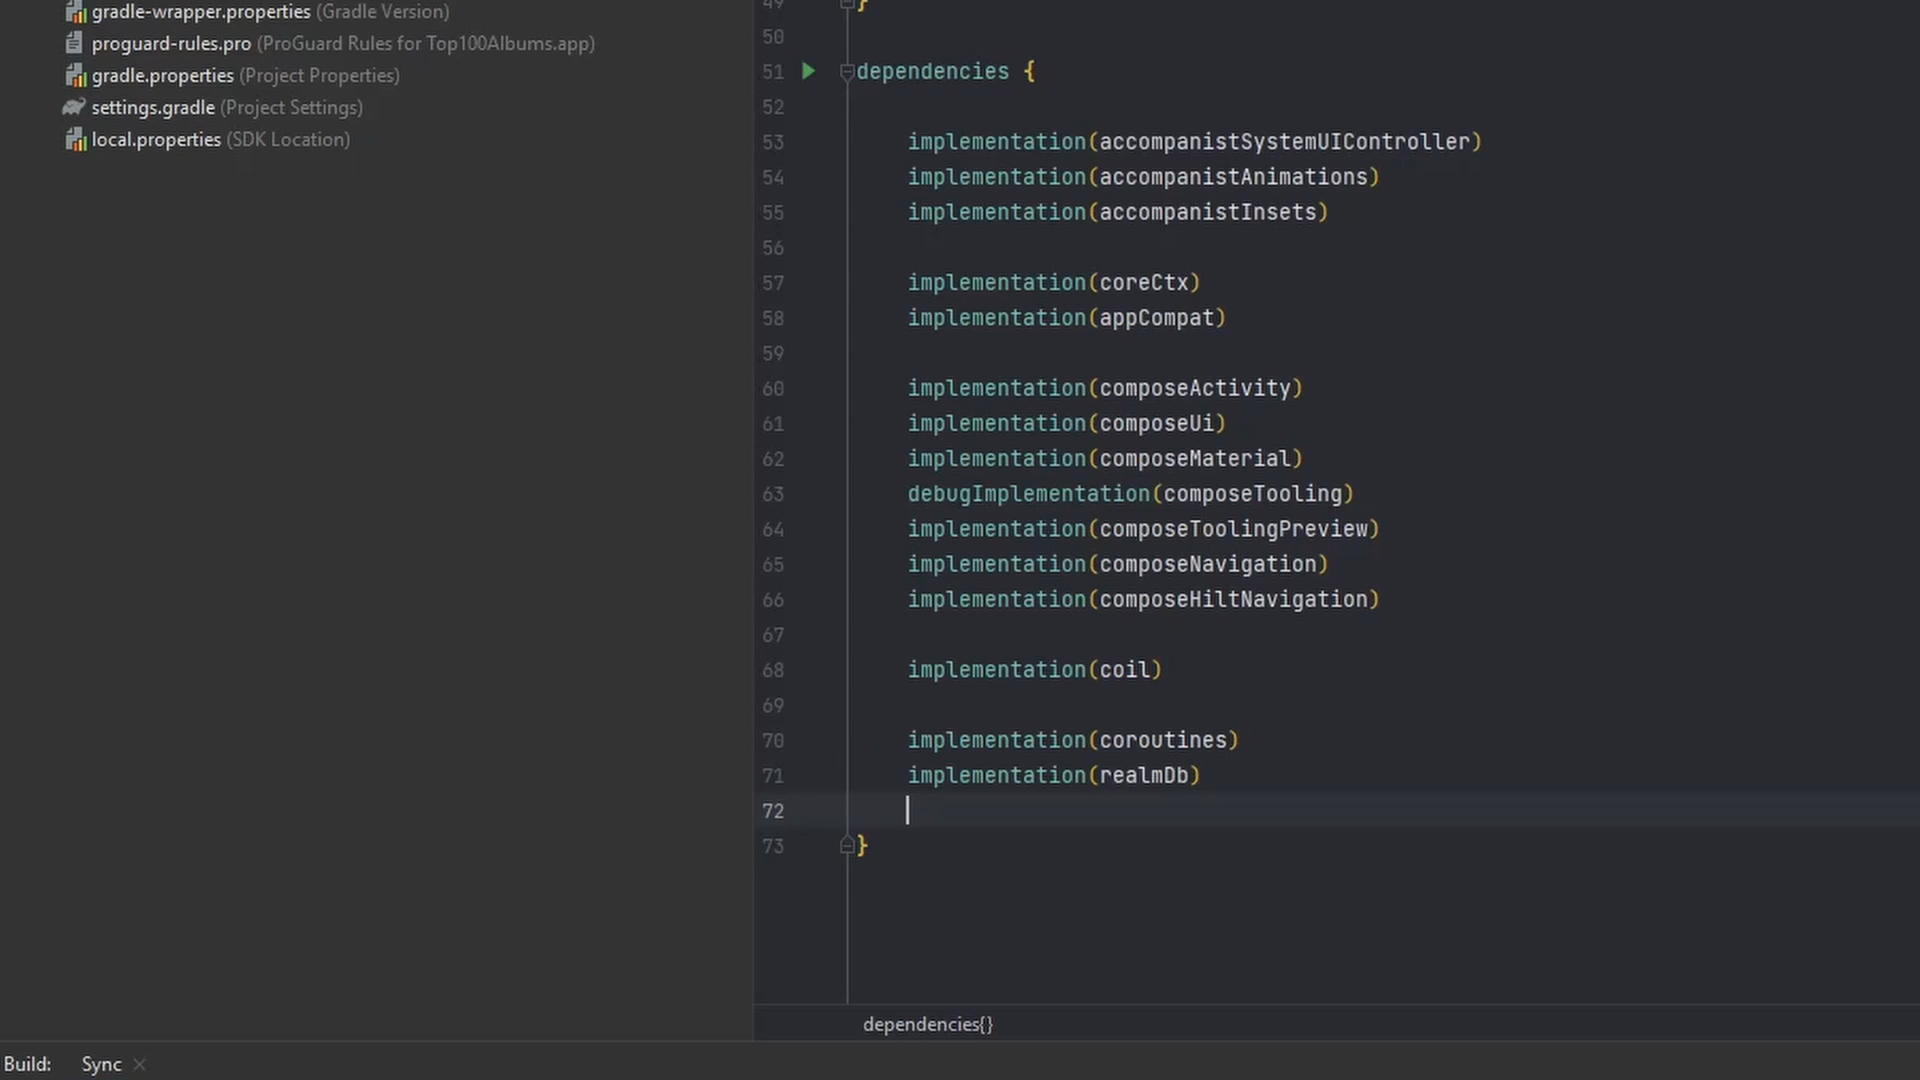 gradle-wrapper.properties (Gradle Version)
proguard-rules.pro (ProGuard Rules for Top100Albums.app)
gradle.properties (Project Properties)
settings.gradle (Project Settings)
local.properties (SDK Location)
49 }
50
51 dependencies {
52
53 implementation(accompanistSystemUIController)
54 implementation(accompanistAnimations)
55 implementation(accompanistInsets)
56
57 implementation(coreCtx)
58 implementation(appCompat)
59
60 implementation(composeActivity)
61 implementation(composeUi)
62 implementation(composeMaterial)
63 debugImplementation(composeTooling)
64 implementation(composeToolingPreview)
65 implementation(composeNavigation)
66 implementation(composeHiltNavigation)
67
68 implementation(coil)
69
70 implementation(coroutines)
71 implementation(realmDb)
72
73 }
dependencies{}
Build: Sync